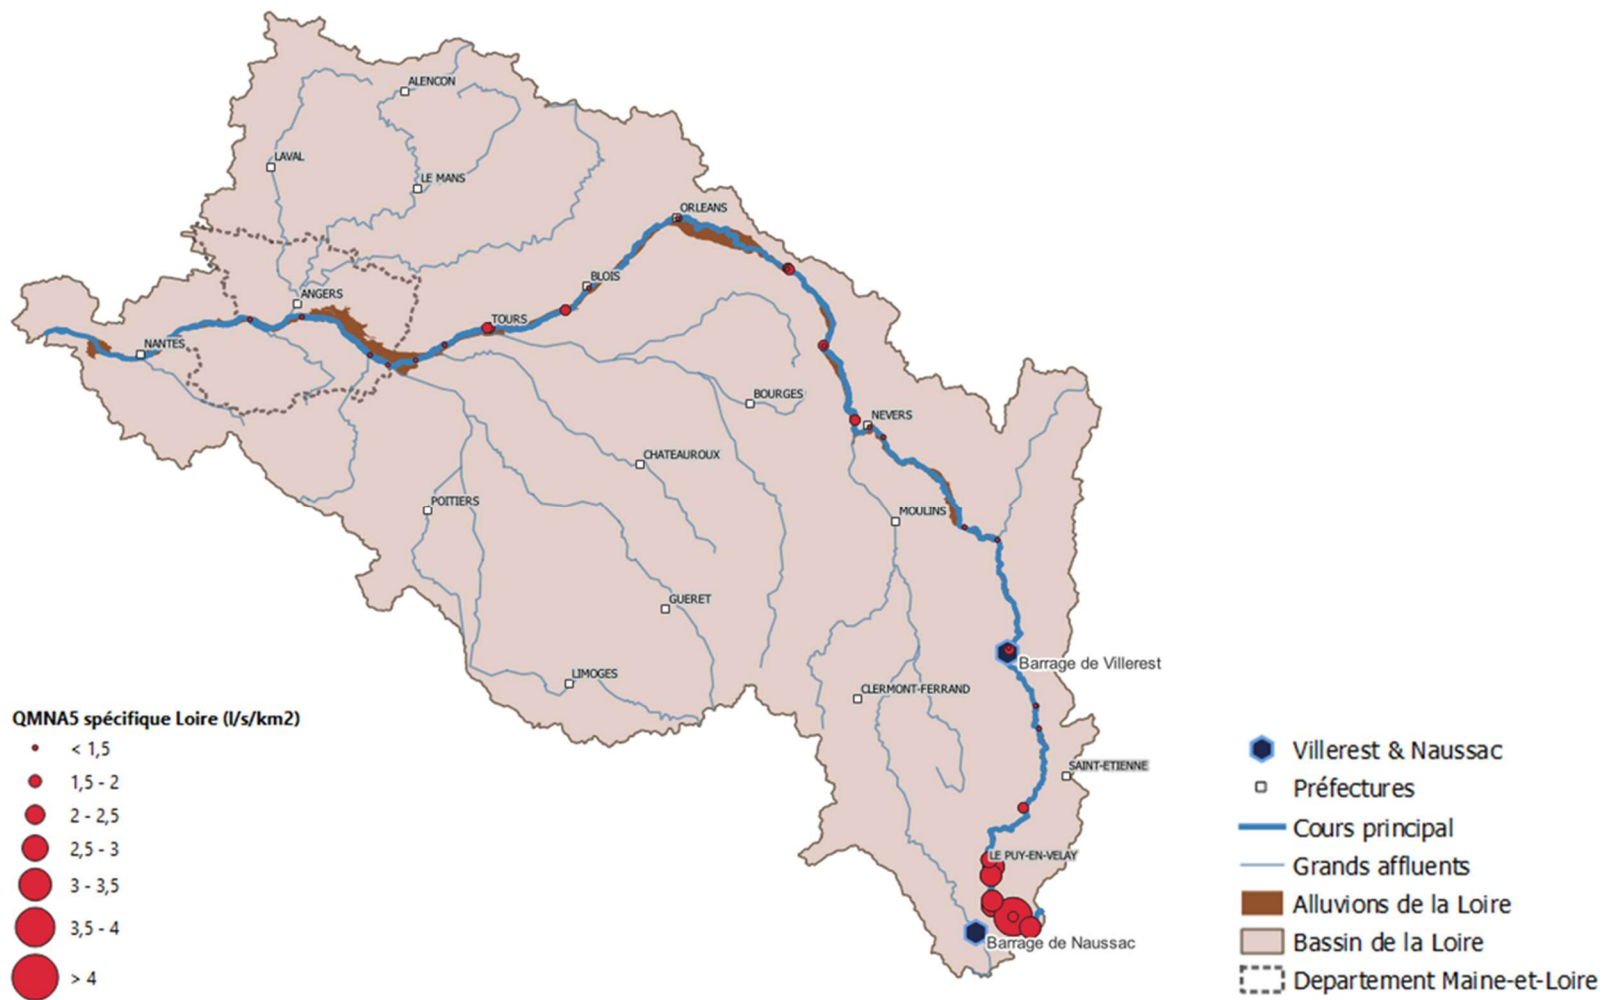 ALENCON
LAVAL
LE MANS
ORLEANS
BLOIS
ANGERS
TOURS
NANTES
BOURGES
NEVERS
CHATEAUROUX
POITIERS
MOULINS
GUERET
Barrage de Villerest
LIMOGES
CLERMONT-FERRAND
SAINT-ETIENNE
LE PUY-EN-VELAY
Barrage de Naussac
QMNA5 spécifique Loire (l/s/km2)
< 1,5
1,5 - 2
2 - 2,5
2,5 - 3
3 - 3,5
3,5 - 4
> 4
Villerest & Naussac
Préfectures
Cours principal
Grands affluents
Alluvions de la Loire
Bassin de la Loire
Departement Maine-et-Loire